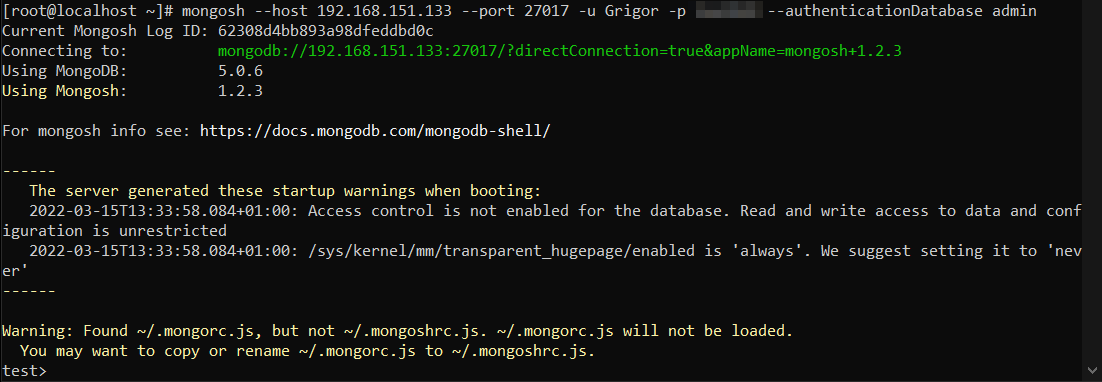 [root@localhost ~]# mongosh --host 192.168.151.133 --port 27017 -u Grigor -p --authenticationDatabase admin
Current Mongosh Log ID: 62308d4bb893a98dfeddbd0c
Connecting to: mongodb://192.168.151.133:27017/?directConnection=true&appName=mongosh+1.2.3
Using MongoDB: 5.0.6
Using Mongosh: 1.2.3
For mongosh info see: https://docs.mongodb.com/mongodb-shell/
------
The server generated these startup warnings when booting:
2022-03-15T13:33:58.084+01:00: Access control is not enabled for the database. Read and write access to data and conf
iguration is unrestricted
2022-03-15T13:33:58.084+01:00: /sys/kernel/mm/transparent_hugepage/enabled is 'always'. We suggest setting it to 'nev
er'
------
Warning: Found ~/.mongorc.js, but not ~/.mongoshrc.js. ~/.mongorc.js will not be loaded.
You may want to copy or rename ~/.mongorc.js to ~/.mongoshrc.js.
test>